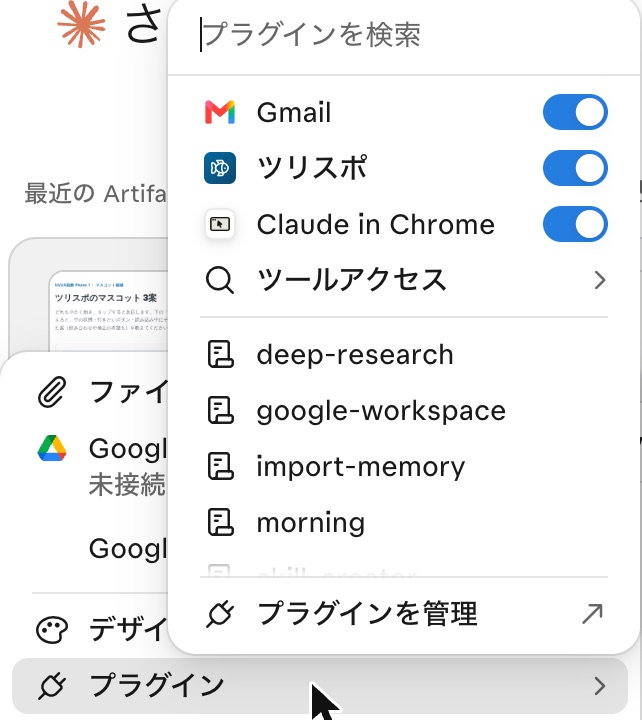 さ
プラグインを検索
Gmail
ツリスポ
最近の Artifa
Claude in Chrome
ツールアクセス
ツリスポのマスコット 3案
deep-research
ファイ
google-workspace
Googl
import-memory
未接続
morning
Googl
skill-creator
プラグインを管理
デザイ
プラグイン